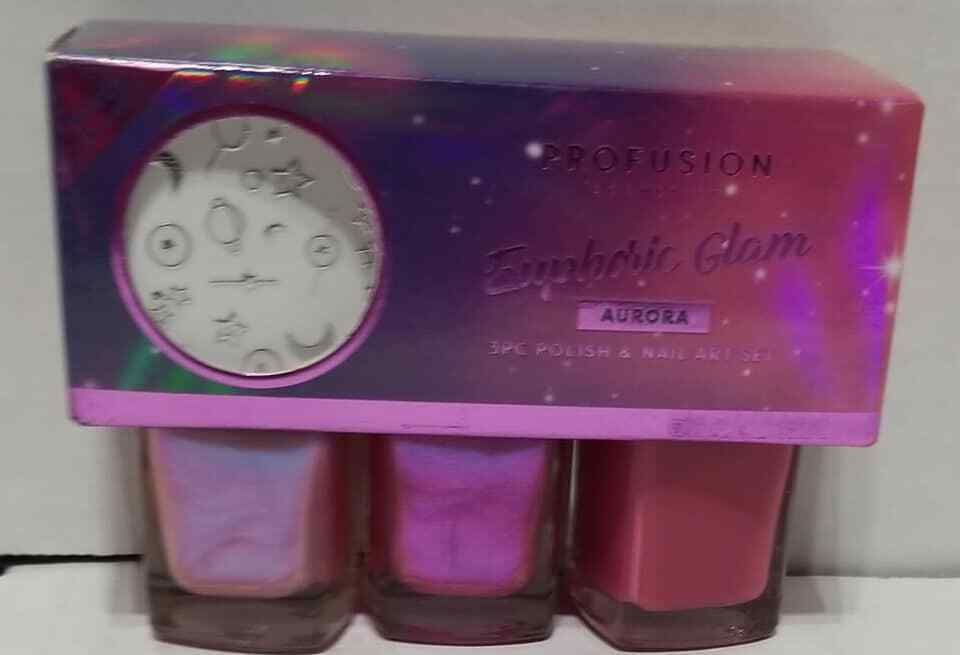 PROFUSION
Euphoric Glam
AURORA
3PC POLISH & NAIL ART SET